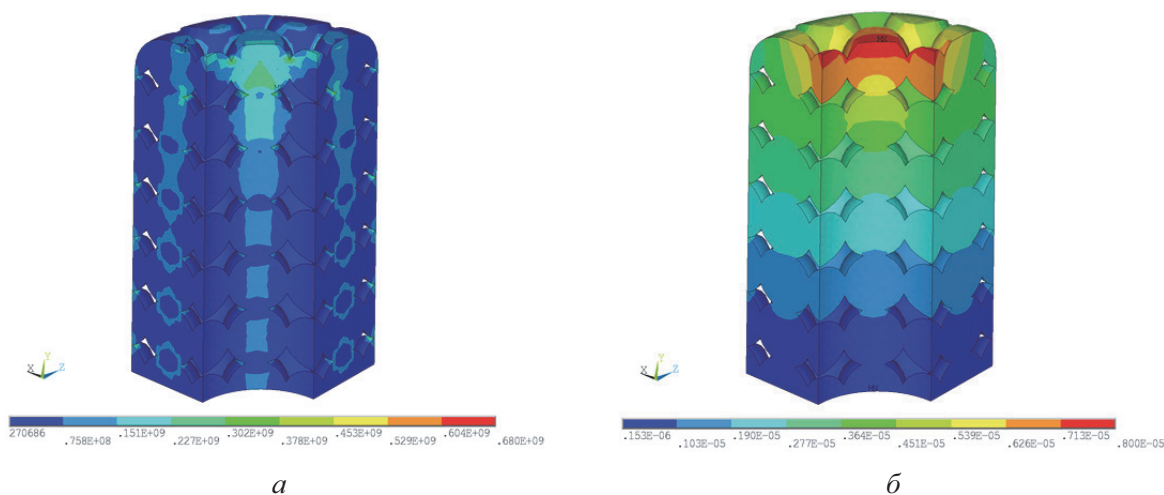 MX
X Y Z
X Y Z
MN
270686 .151E+09 .302E+09 .453E+09 .604E+09
.758E+08 .227E+09 .378E+09 .529E+09 .680E+09
.153E-06 .190E-05 .364E-05 .539E-05 .713E-05
.103E-05 .277E-05 .451E-05 .626E-05 .800E-05
а
б